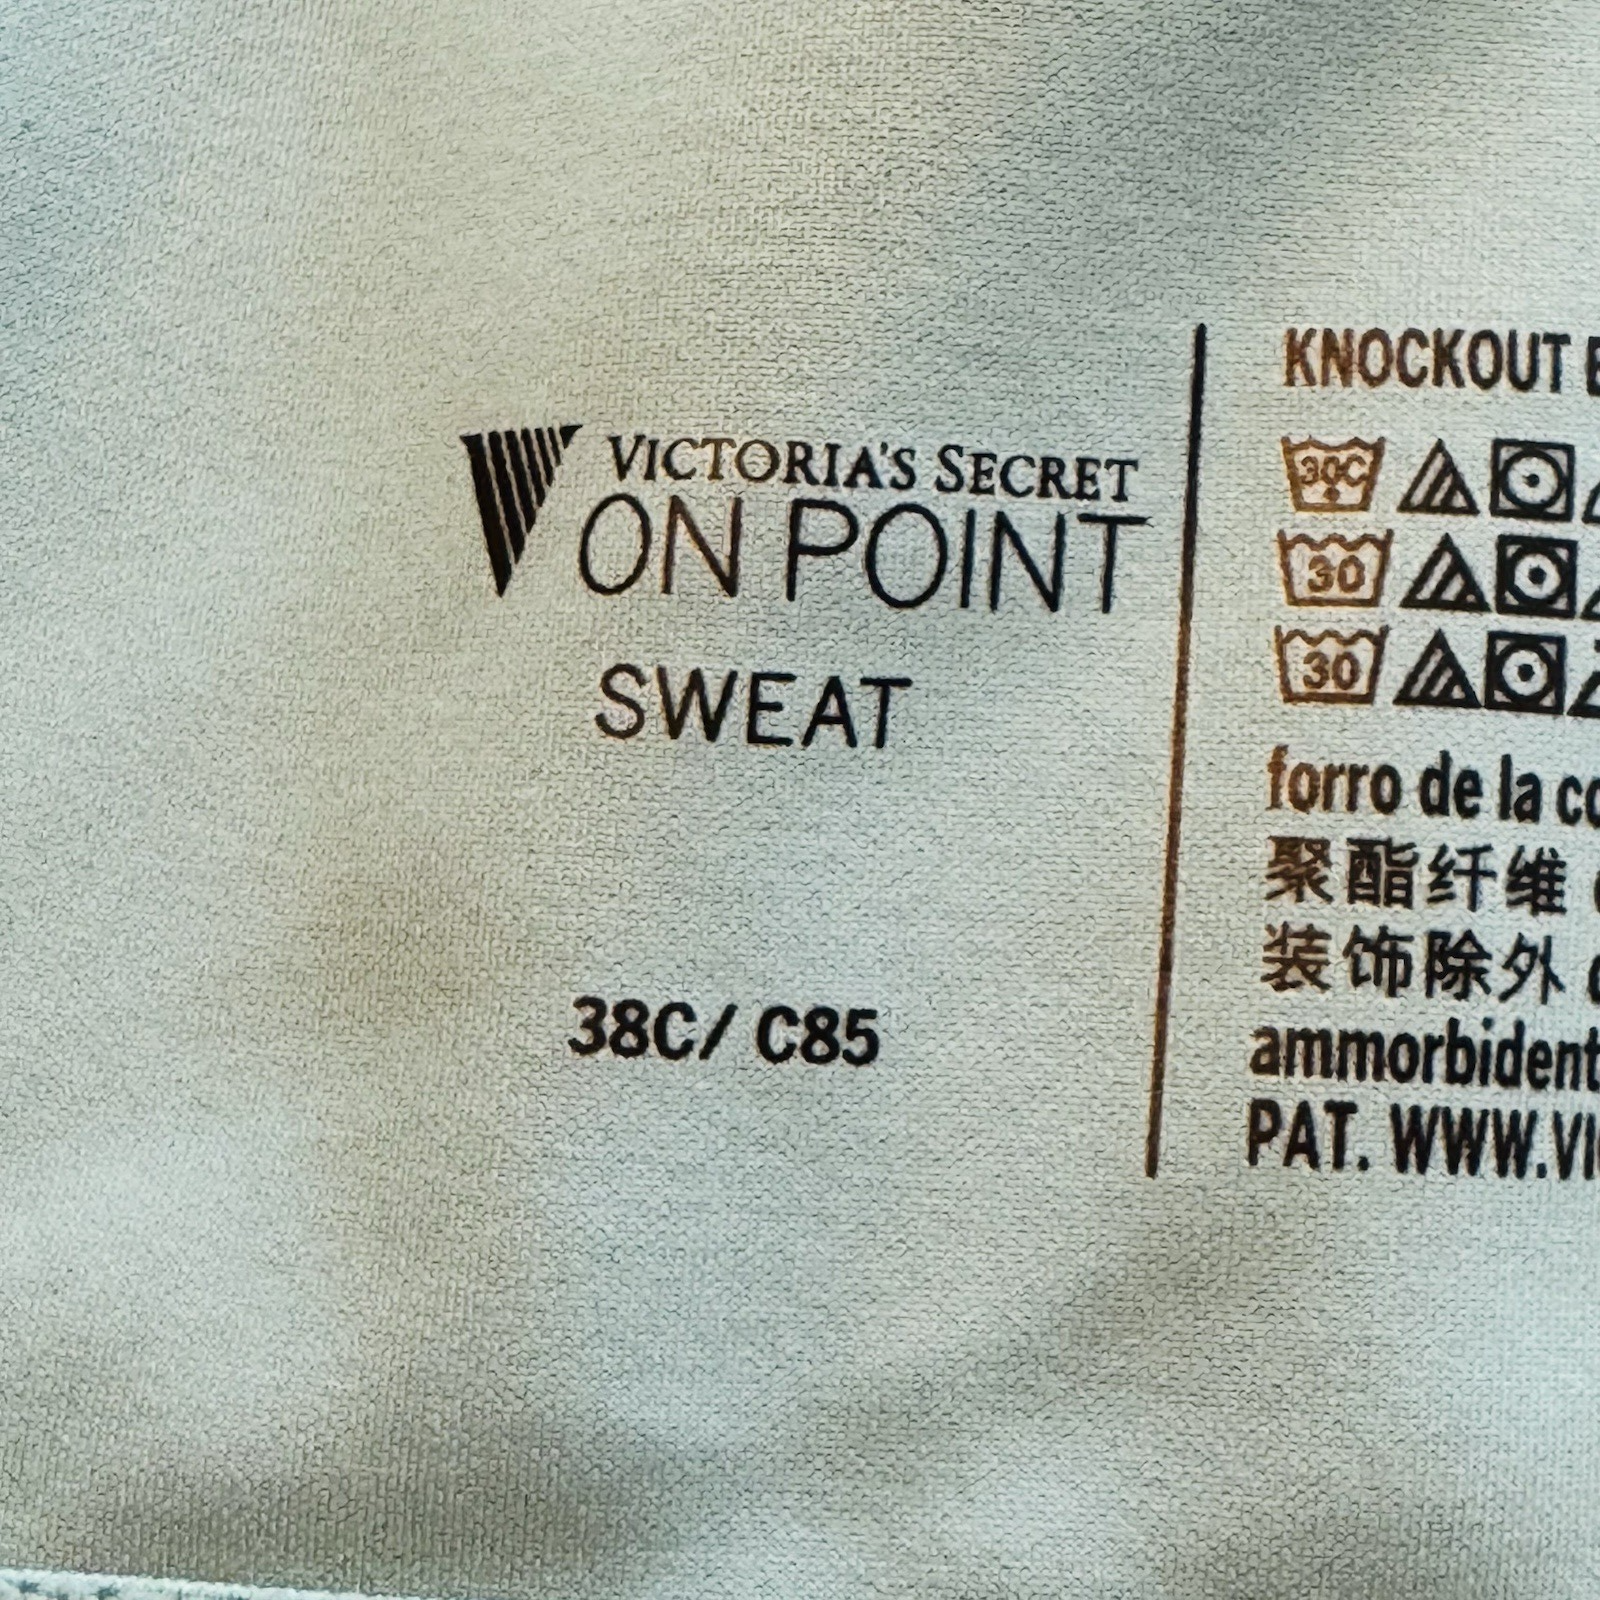 VICTORIA'S SECRET
ON POINT
SWEAT
38C/ C85
KNOCKOUT
30C
30
30
forro de la
聚酯纤维
装饰除外
PAT.